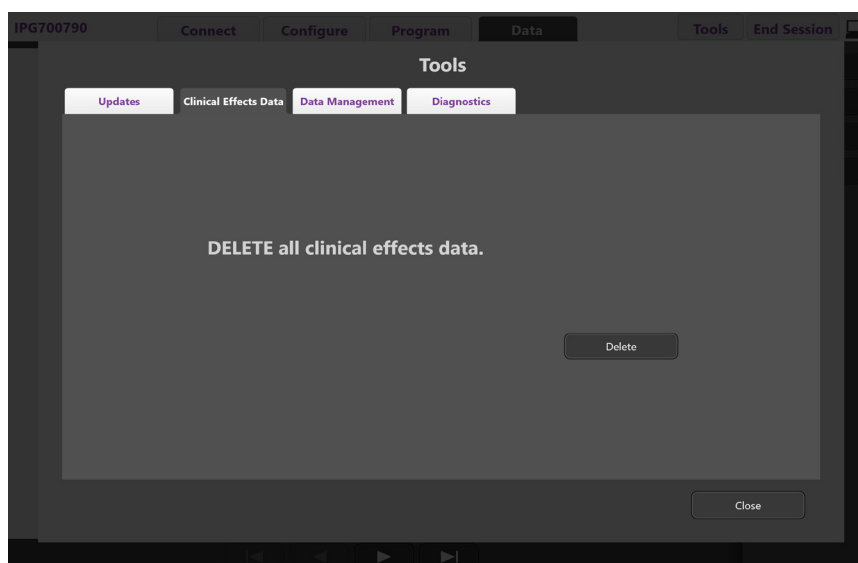 IPG700790 Connect Configure Program Data Tools End Session
Tools
Updates Clinical Effects Data Data Management Diagnostics
DELETE all clinical effects data.
Delete
Close